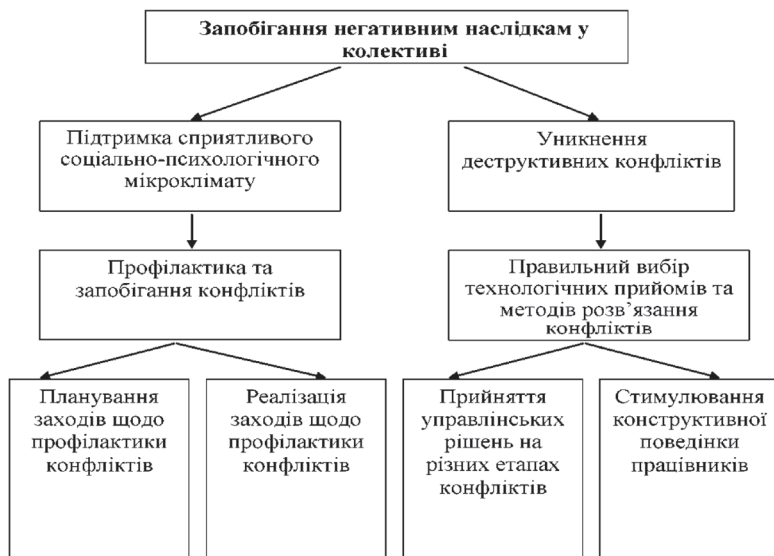 Запобігання негативним наслідкам у
колективі
Підтримка сприятливого
соціально-психологічного
мікроклімату
Уникнення
деструктивних конфліктів
Профілактика та
запобігання конфліктів
Правильний вибір
технологічних прийомів та
методів розв’язання
конфліктів
Планування
заходів щодо
профілактики
конфліктів
Реалізація
заходів щодо
профілактики
конфліктів
Прийняття
управлінських
рішень на
різних етапах
конфліктів
Стимулювання
конструктивної
поведінки
працівників